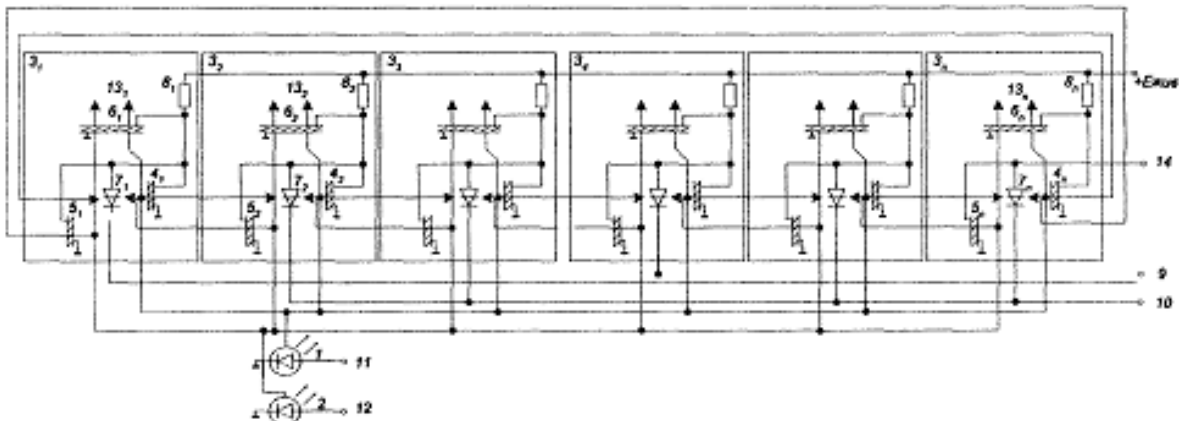 3₁ 3₂ 3₃ 3₄ 3ₙ
8₁ 8₂ 8ₙ
13₁ 13₂ 13ₙ
+Eпит
6₁ 6₂ 6ₙ
14
7₁ 4₁ 7₂ 4₂ 7ₙ 4ₙ
5₁ 5₂ 5ₙ
9
10
1 11
2 12